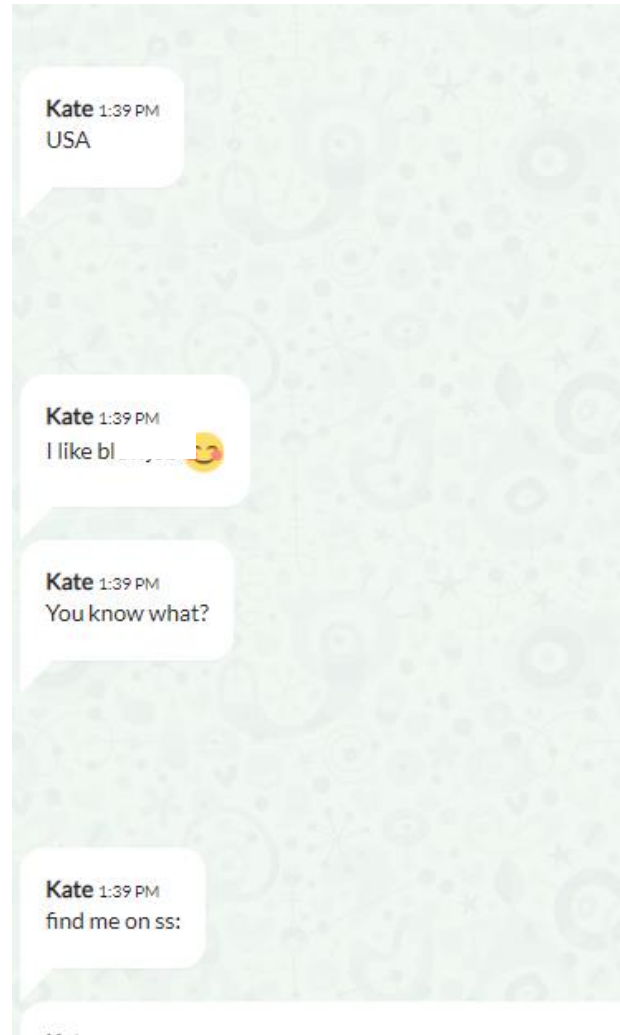 Kate 1:39 PM
USA
Kate 1:39 PM
I like bl
Kate 1:39 PM
You know what?
Kate 1:39 PM
find me on ss: